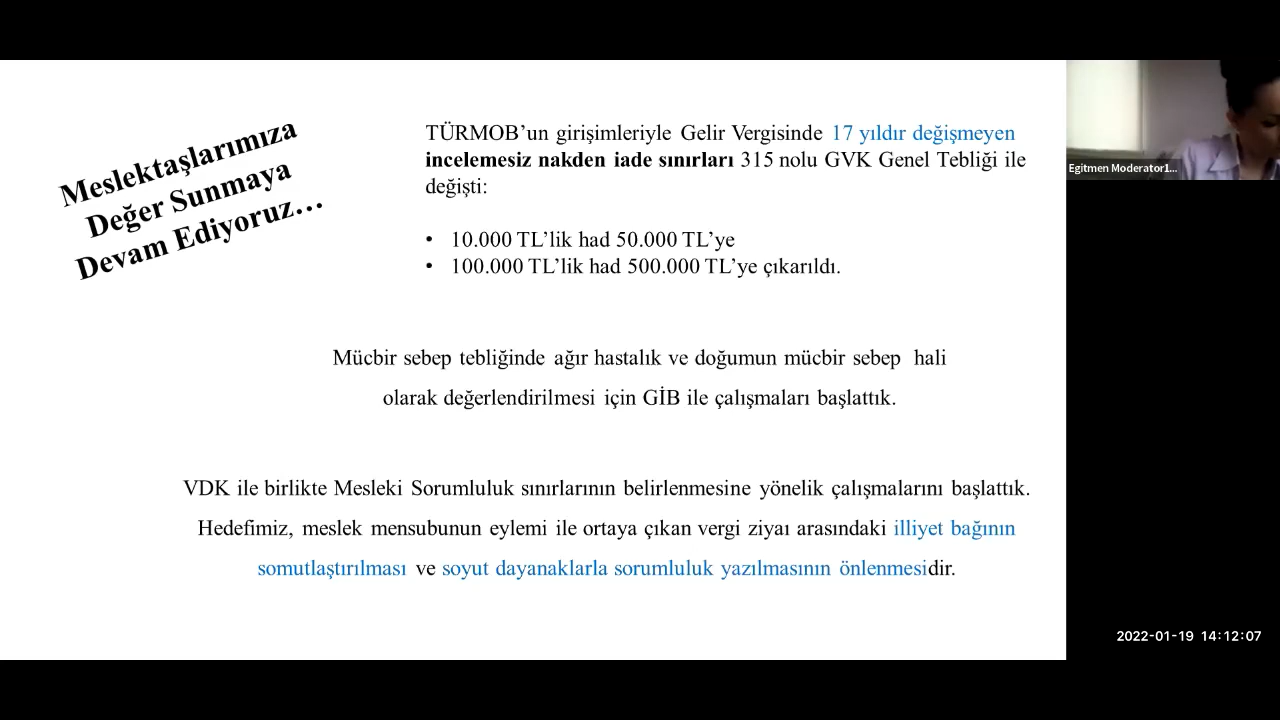 Meslektaşlarımıza
Değer Sunmaya
Devam Ediyoruz…
TÜRMOB’un girişimleriyle Gelir Vergisinde 17 yıldır değişmeyen
incelemesiz nakden iade sınırları 315 nolu GVK Genel Tebliği ile
değişti:
• 10.000 TL’lik had 50.000 TL’ye
• 100.000 TL’lik had 500.000 TL’ye çıkarıldı.
Mücbir sebep tebliğinde ağır hastalık ve doğumun mücbir sebep hali
olarak değerlendirilmesi için GİB ile çalışmaları başlattık.
VDK ile birlikte Mesleki Sorumluluk sınırlarının belirlenmesine yönelik çalışmalarını başlattık.
Hedefimiz, meslek mensubunun eylemi ile ortaya çıkan vergi ziyaı arasındaki illiyet bağının
somutlaştırılması ve soyut dayanaklarla sorumluluk yazılmasının önlenmesidir.
Egitmen Moderator1...
2022-01-19 14:12:07